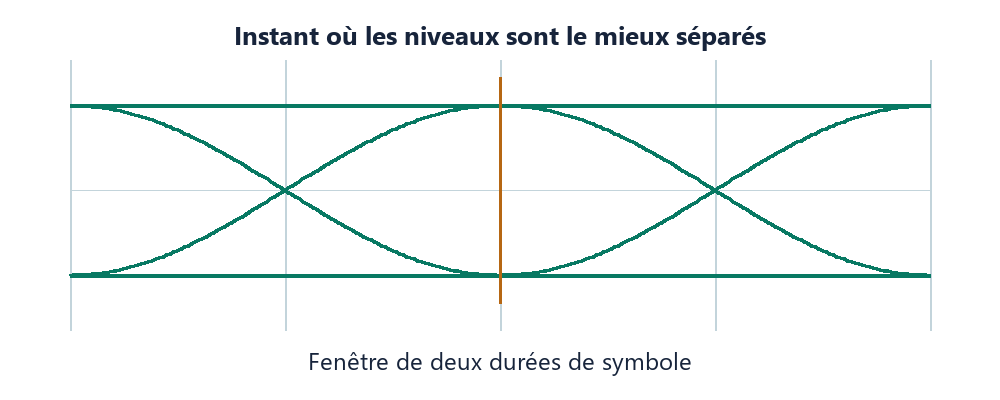 Instant où les niveaux sont le mieux séparés
Fenêtre de deux durées de symbole